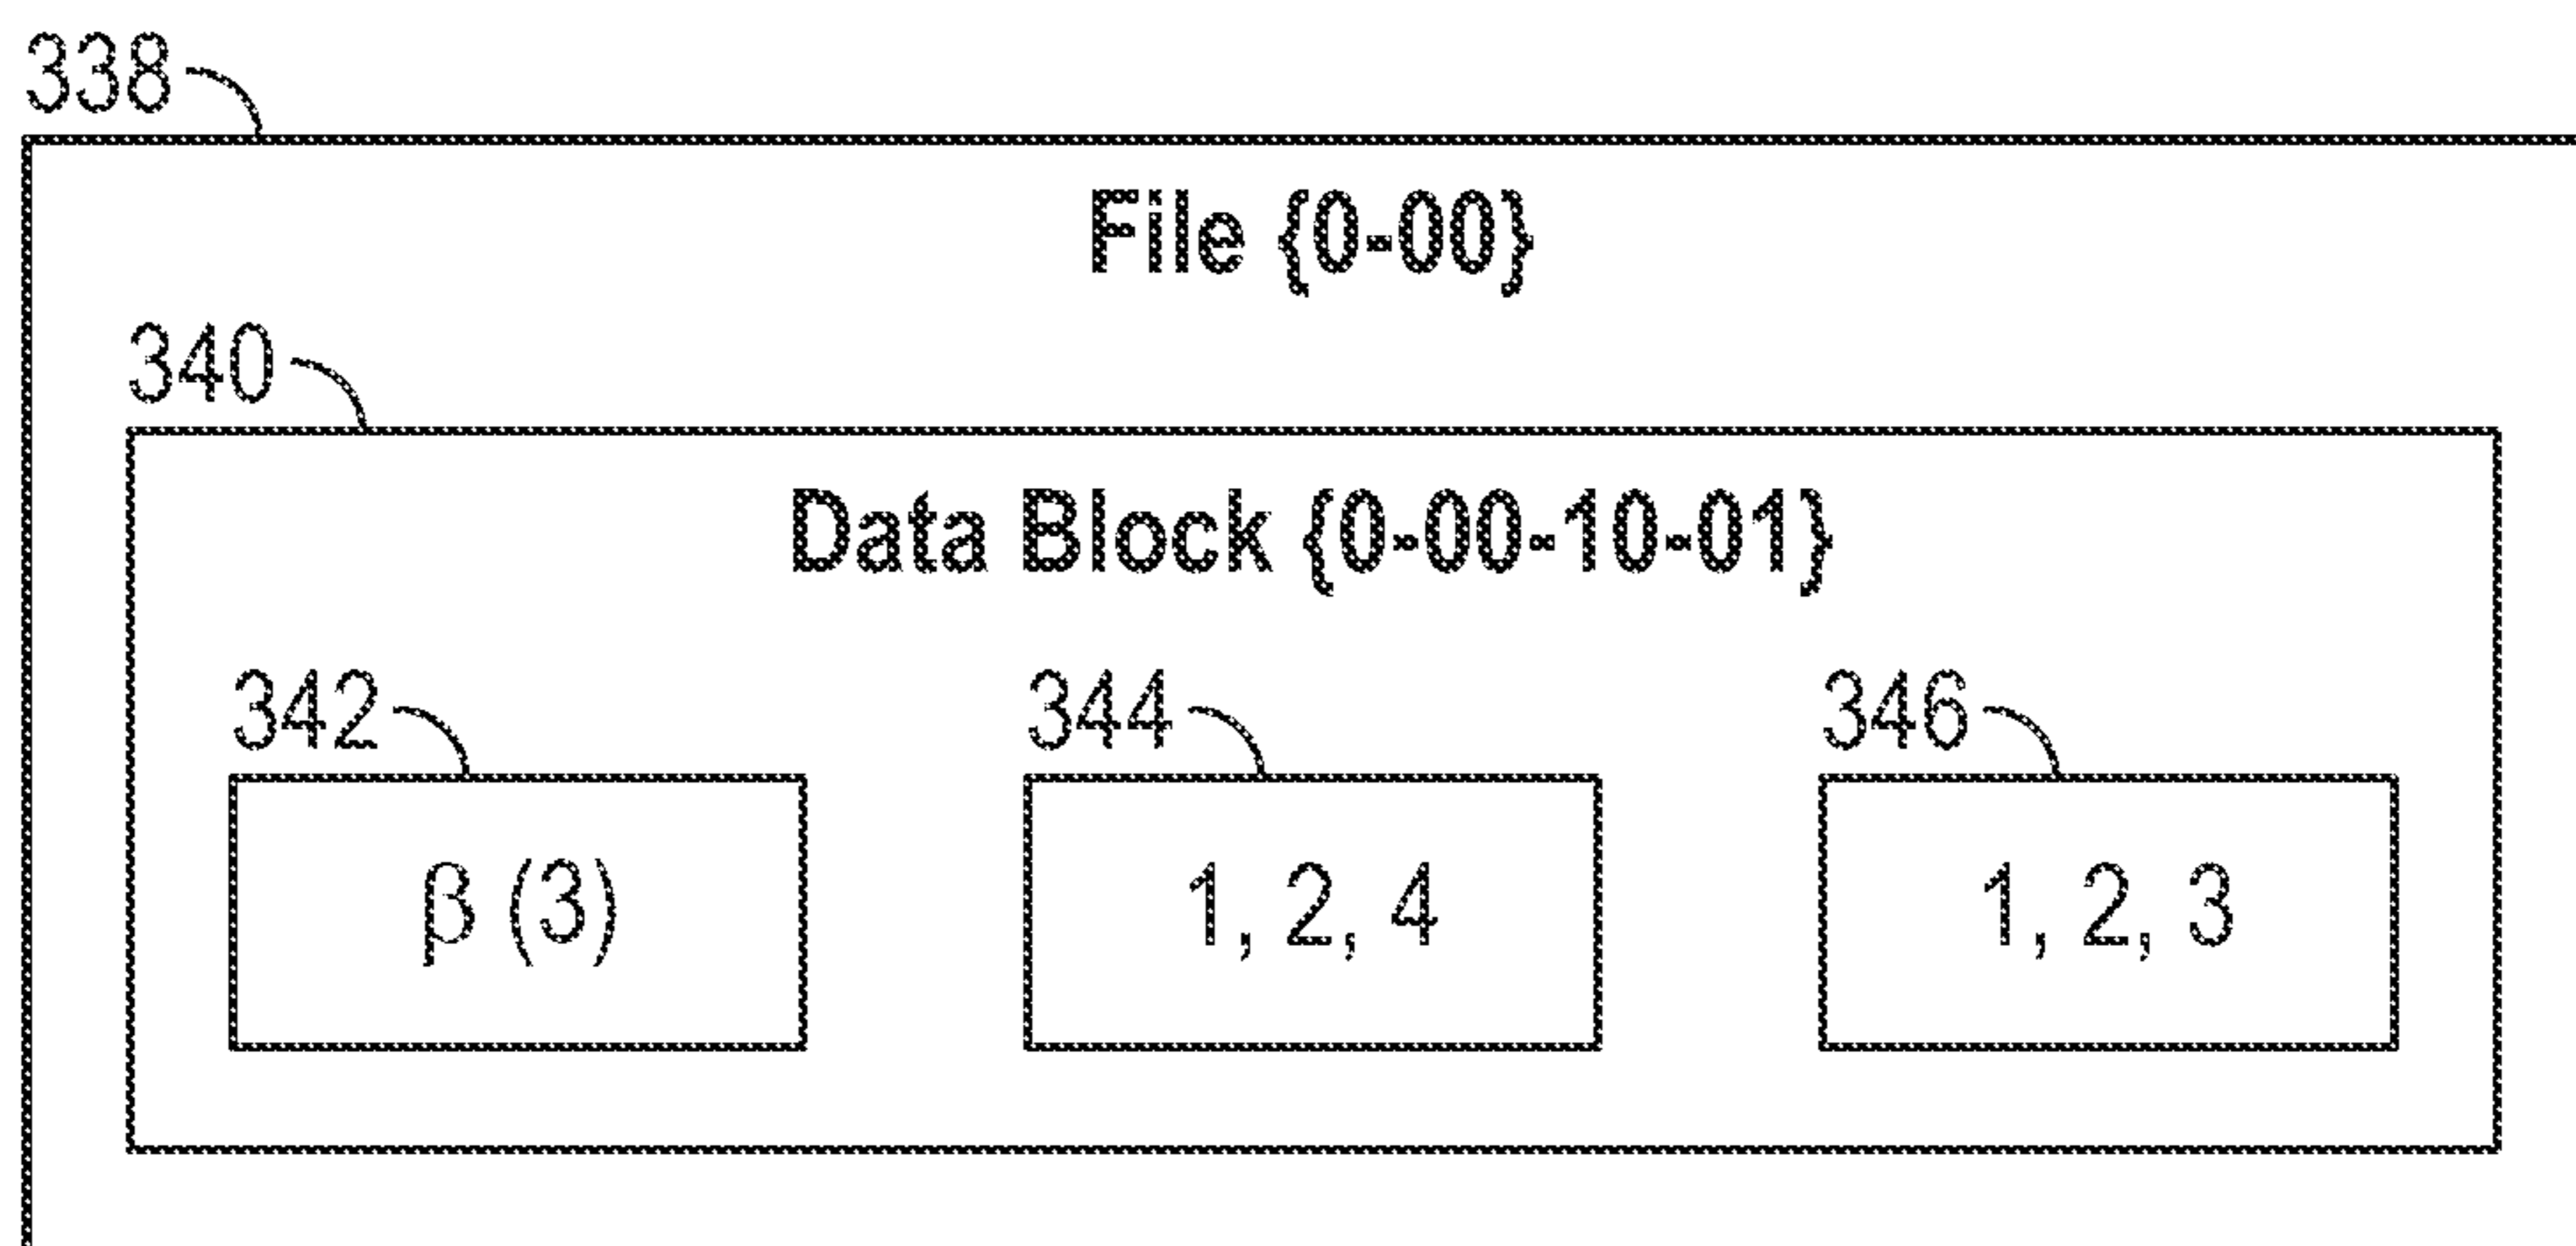 338
File {0-00}
340
Data Block {0-00-10-01}
342 344 346
β (3) 1, 2, 4 1, 2, 3